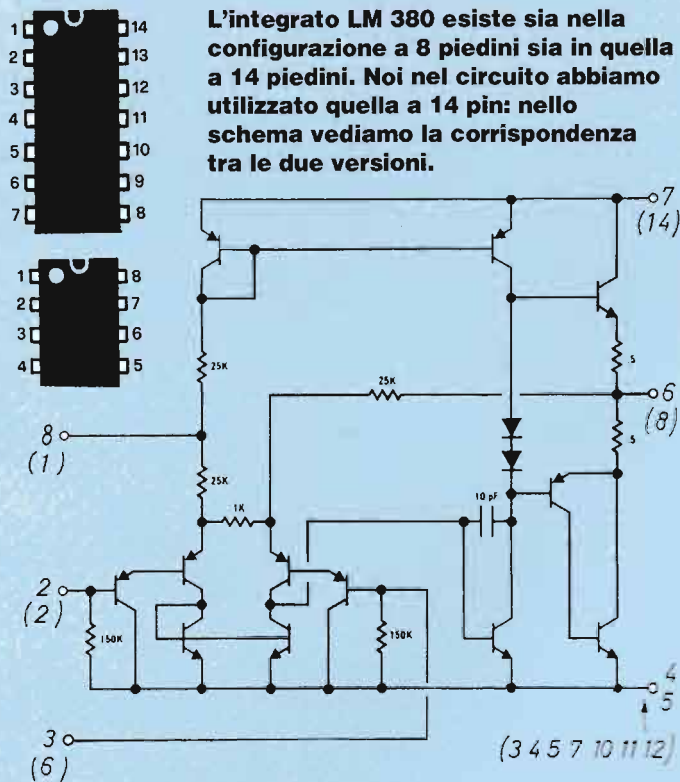 L'integrato LM 380 esiste sia nella
configurazione a 8 piedini sia in quella
a 14 piedini. Noi nel circuito abbiamo
utilizzato quella a 14 pin: nello
schema vediamo la corrispondenza
tra le due versioni.
1 14
2 13
3 12
4 11
5 10
6 9
7 8
1 8
2 7
3 6
4 5
7
(14)
25K
.5
25K
6
(8)
.5
8
(1)
25K
1K
10 pF
2
(2)
150K
150K
4
5
3
(6)
(3 4 5 7 10 11 12)